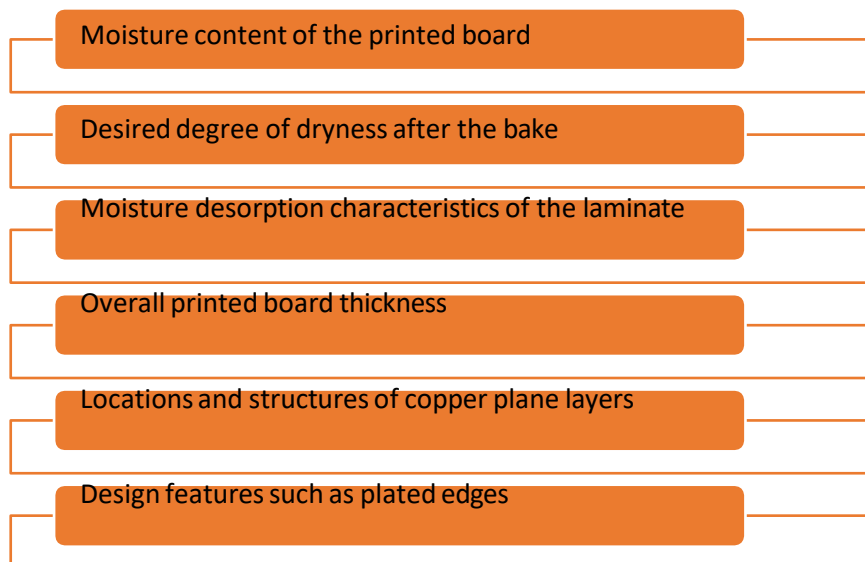 Moisture content of the printed board
Desired degree of dryness after the bake
Moisture desorption characteristics of the laminate
Overall printed board thickness
Locations and structures of copper plane layers
Design features such as plated edges